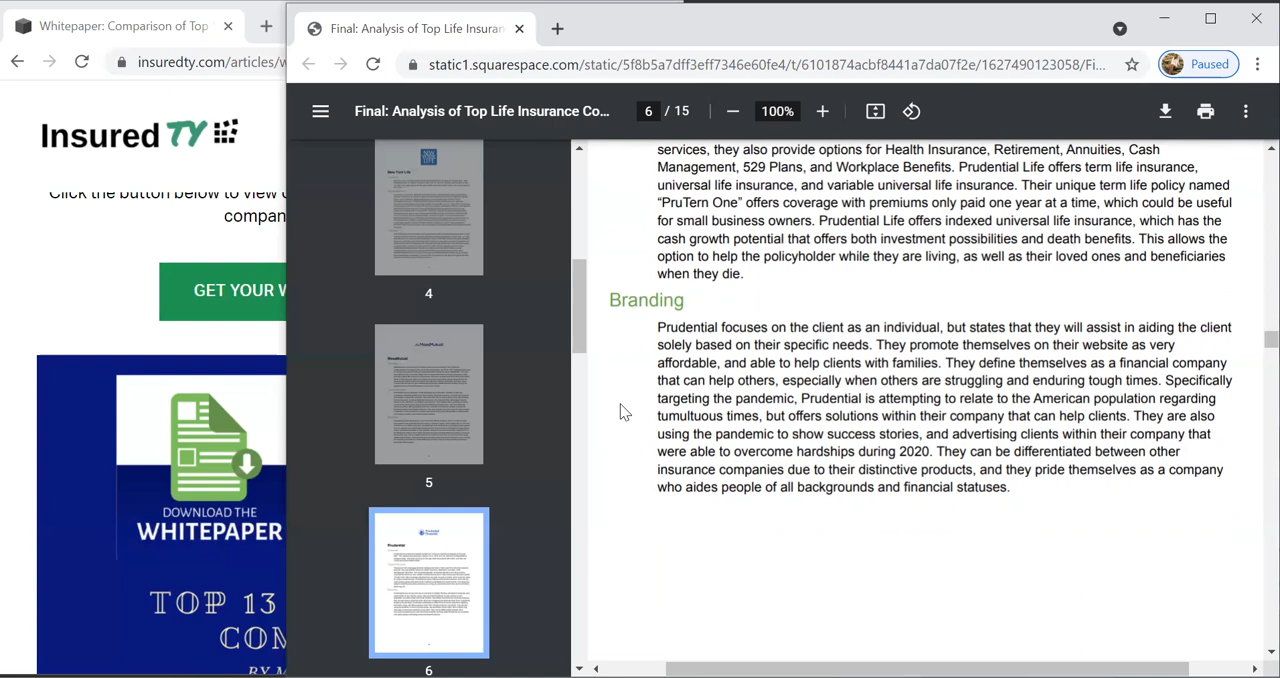 Whitepaper: Comparison of Top
insuredty.com/articles/w
Insured TY
Click the button below to view
compan
GET YOUR W
DOWNLOAD THE
WHITEPAPER
TOP 13
COM
BY M
Final: Analysis of Top Life Insuran
static1.squarespace.com/static/5f8b5a7dff3eff7346e60fe4/t/6101874acbf8441a7da07f2e/1627490123058/Fi...
Paused
Final: Analysis of Top Life Insurance Co...
6 / 15
100%
New York Life
4
MassMutual
MassMutual
5
Prudential
Prudential
6
services, they also provide options for Health Insurance, Retirement, Annuities, Cash
Management, 529 Plans, and Workplace Benefits. Prudential Life offers term life insurance,
universal life insurance, and variable universal life insurance. Their unique term life policy named
“PruTern One” offers coverage with premiums only paid one year at a time, which could be useful
for small business owners. Prudential Life offers indexed universal life insurance, which has the
cash growth potential that offers both investment possibilities and death benefits. This allows the
option to help the policyholder while they are living, as well as their loved ones and beneficiaries
when they die.
Branding
Prudential focuses on the client as an individual, but states that they will assist in aiding the client
solely based on their specific needs. They promote themselves on their website as very
affordable, and able to help clients with families. They define themselves as a financial company
that can help others, especially when others are struggling and enduring tough times. Specifically
targeting the pandemic, Prudential is attempting to relate to the American population regarding
tumultuous times, but offers solutions within their company that can help clients. They are also
using the pandemic to show success stories, and advertising clients within their company that
were able to overcome hardships during 2020. They can be differentiated between other
insurance companies due to their distinctive products, and they pride themselves as a company
who aides people of all backgrounds and financial statuses.